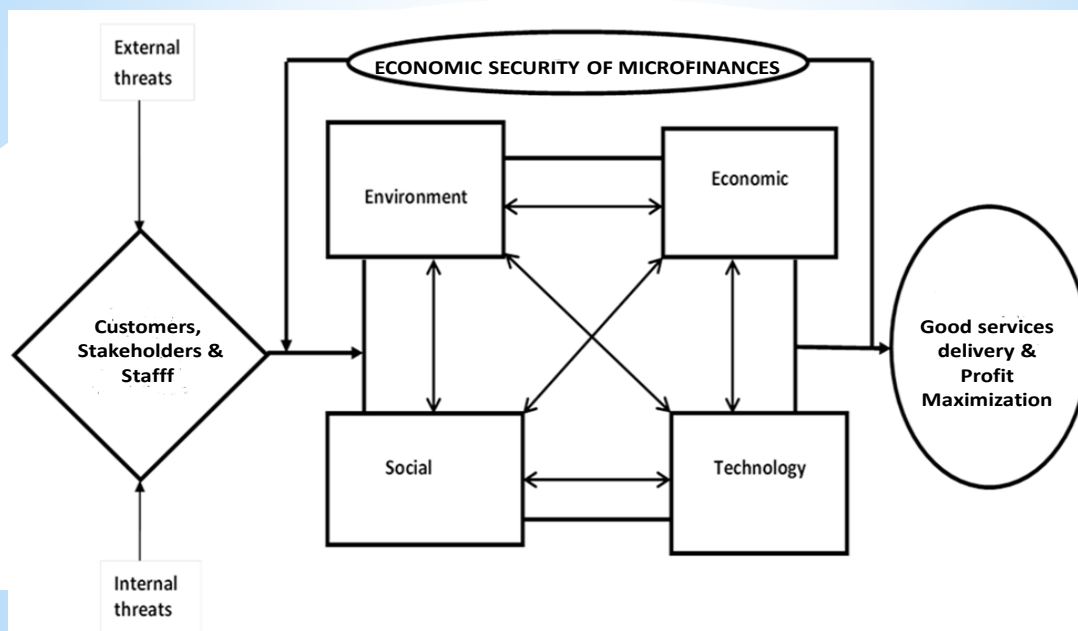 External
threats
ECONOMIC SECURITY OF MICROFINANCES
Environment
Economic
Customers,
Stakeholders &
Stafff
Good services
delivery &
Profit
Maximization
Social
Technology
Internal
threats